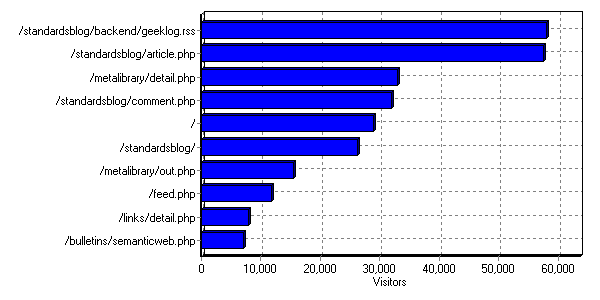 /standardsblog/backend/geeklog.rss
/standardsblog/article.php
/metalibrary/detail.php
/standardsblog/comment.php
/
/standardsblog/
/metalibrary/out.php
/feed.php
/links/detail.php
/bulletins/semanticweb.php
0 10,000 20,000 30,000 40,000 50,000 60,000
Visitors